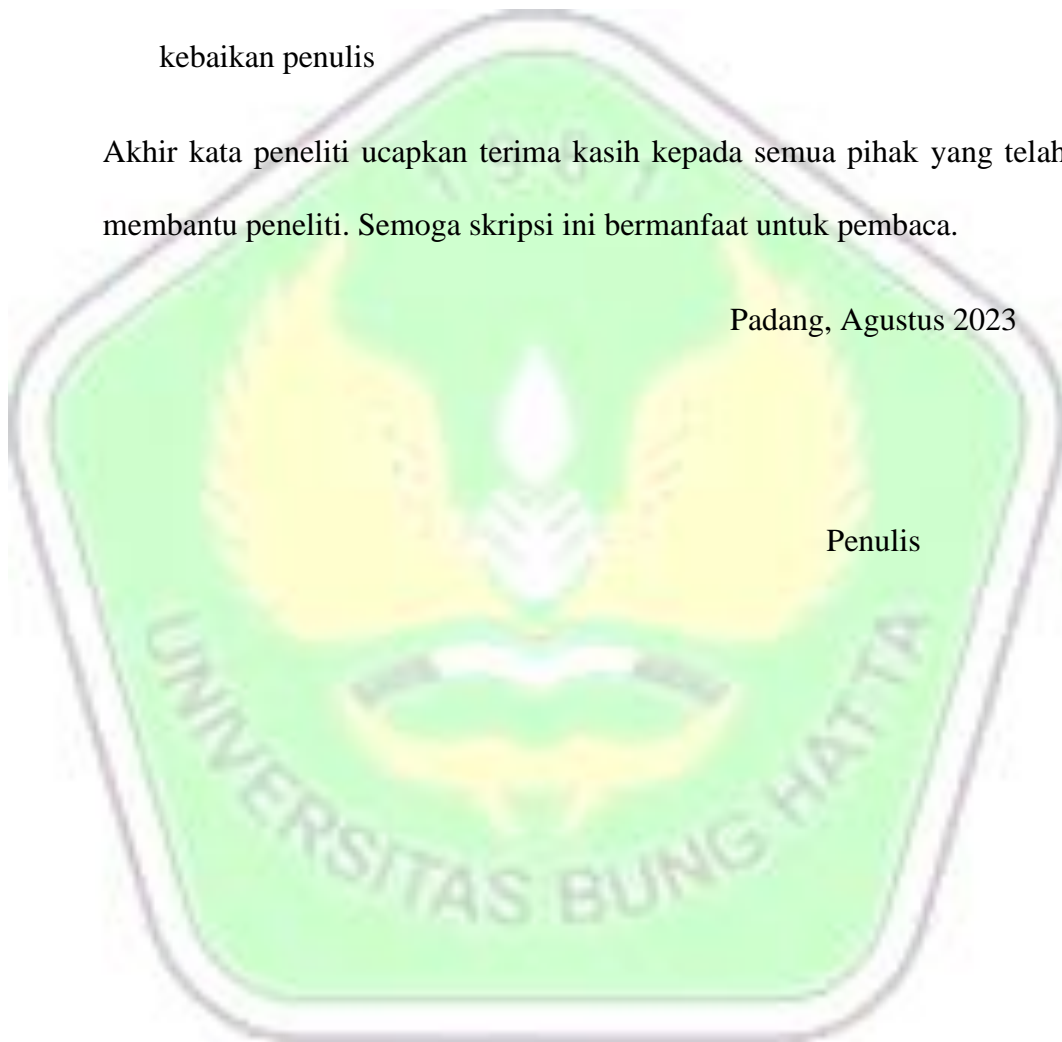 kebaikan penulis
Akhir kata peneliti ucapkan terima kasih kepada semua pihak yang telah
membantu peneliti. Semoga skripsi ini bermanfaat untuk pembaca.
Padang, Agustus 2023
Penulis
UNIVERSITAS BUNG HATTA